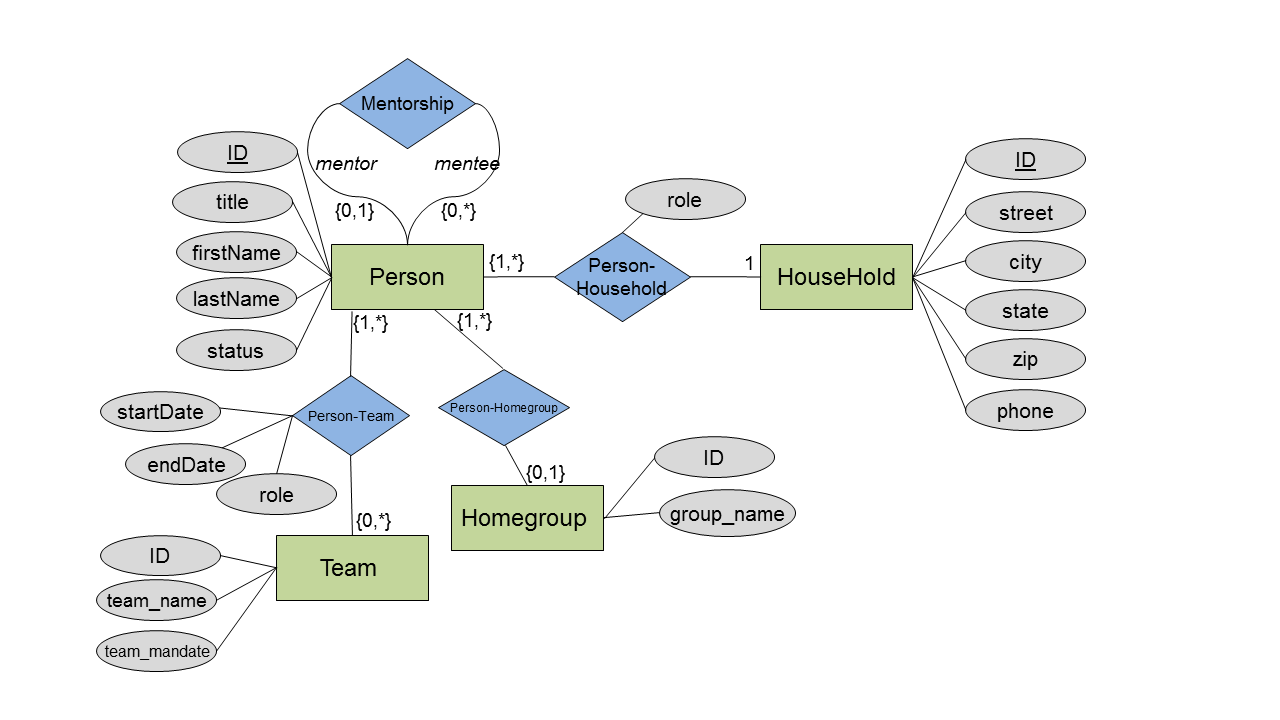 Mentorship
mentor
mentee
{0,1}
{0,*}
ID
title
firstName
lastName
status
Person
{1,*}
role
Person-
Household
1
HouseHold
ID
street
city
state
zip
phone
{1,*}
{1,*}
Person-Team
startDate
endDate
role
Person-Homegroup
{0,1}
Homegroup
ID
group_name
{0,*}
Team
ID
team_name
team_mandate